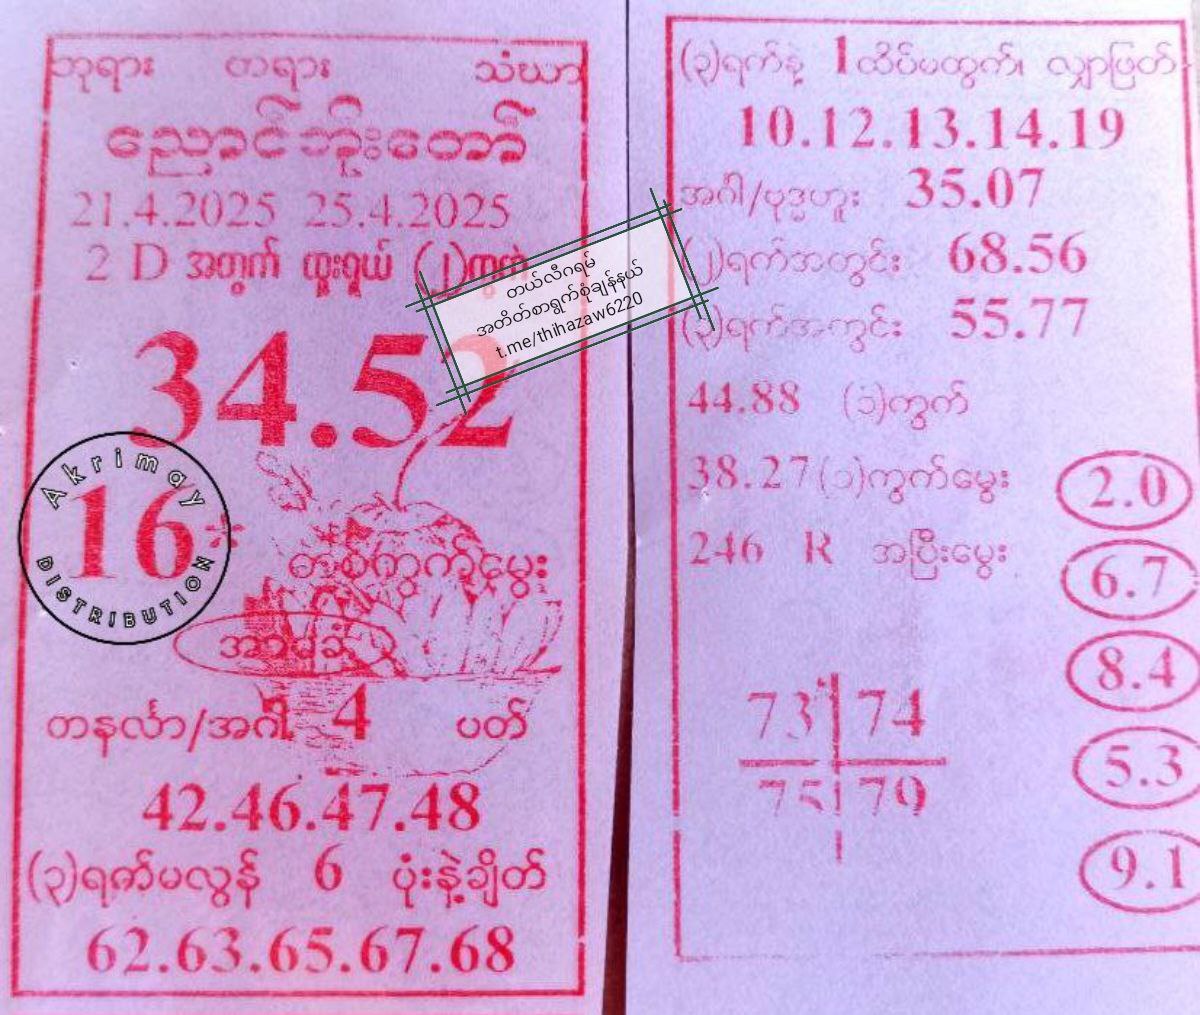 ဘုရား တရား သံဃာ
ညောင်ဘိုးတော်
21.4.2025 25.4.2025
2 D အတွက် ထူးရှယ် (၂)ကွက်
34.52
Akrimay
16
DISTRIBUTION
တစ်ကွက်မွေး
အာမခံ
တနင်္လာ/အင်္ဂါ 4 ပတ်
42.46.47.48
(၃)ရက်မလွန် 6 ပုံးနဲ့ချိတ်
62.63.65.67.68
တယ်လီဂရမ်
အတိတ်စာရွက်စုံချန်နယ်
t.me/thihazaw6220
(၃)ရက်နဲ့ 1ထိပ်မထွက်၊ လျှာဖြတ်
10.12.13.14.19
အင်္ဂါ/ဗုဒ္ဓဟူး 35.07
(၂)ရက်အတွင်း 68.56
(၃)ရက်အတွင်း 55.77
44.88 (၁)ကွက်
38.27(၁)ကွက်မွေး
246 R အပြီးမွေး
2.0
6.7
8.4
5.3
9.1
73 74
75 79